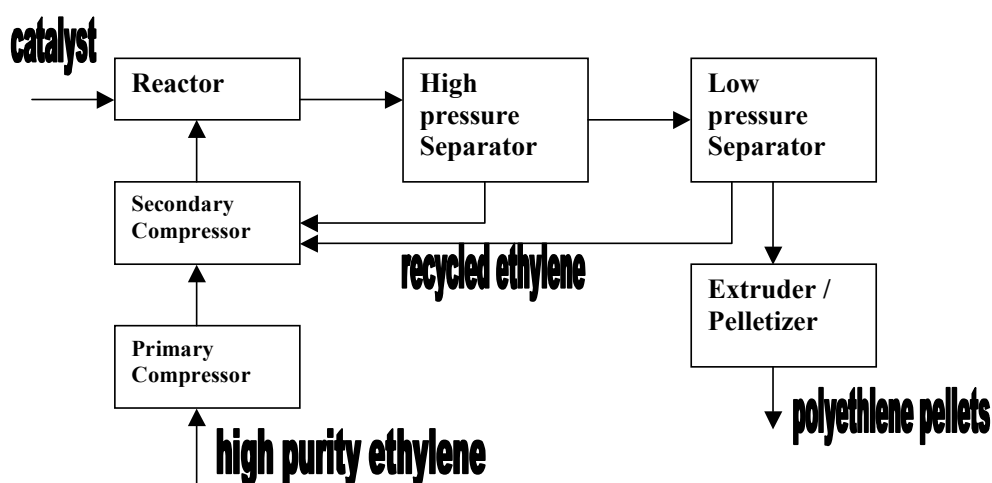 catalyst
Reactor
High
pressure
Separator
Low
pressure
Separator
Secondary
Compressor
recycled ethylene
Extruder /
Pelletizer
Primary
Compressor
polyethlene pellets
high purity ethylene